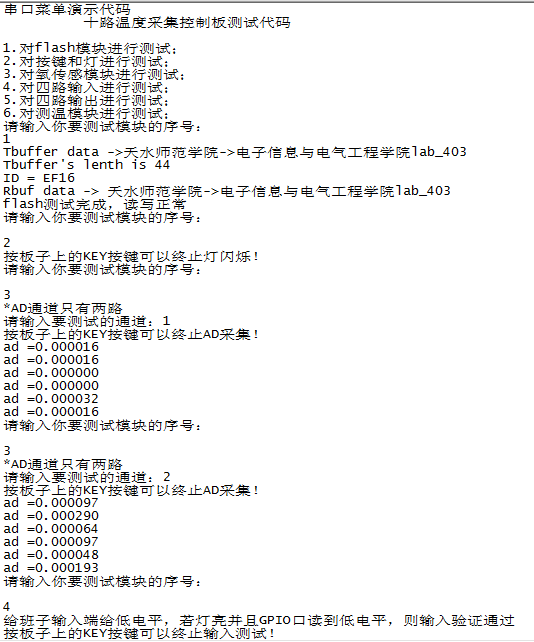 串口菜单演示代码
十路温度采集控制板测试代码
1.对flash模块进行测试;
2.对按键和灯进行测试;
3.对氢传感模块进行测试;
4.对四路输入进行测试;
5.对四路输出进行测试;
6.对测温模块进行测试;
请输入你要测试模块的序号:
1
Tbuffer data ->天水师范学院->电子信息与电气工程学院lab_403
Tbuffer's lenth is 44
ID = EF16
Rbuf data -> 天水师范学院->电子信息与电气工程学院lab_403
flash测试完成，读写正常
请输入你要测试模块的序号:
2
按板子上的KEY按键可以终止灯闪烁！
请输入你要测试模块的序号:
3
*AD通道只有两路
请输入要测试的通道: 1
按板子上的KEY按键可以终止AD采集！
ad =0.000016
ad =0.000016
ad =0.000000
ad =0.000000
ad =0.000032
ad =0.000016
请输入你要测试模块的序号:
3
*AD通道只有两路
请输入要测试的通道: 2
按板子上的KEY按键可以终止AD采集！
ad =0.000097
ad =0.000290
ad =0.000064
ad =0.000097
ad =0.000048
ad =0.000193
请输入你要测试模块的序号:
4
给班子输入端给低电平，若灯亮并且GPIO口读到低电平，则输入验证通过
按板子上的KEY按键可以终止输入测试！